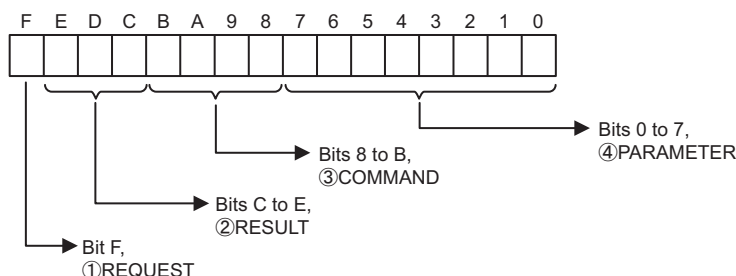 F E D C B A 9 8 7 6 5 4 3 2 1 0
Bits 0 to 7,
④PARAMETER
Bits 8 to B,
③COMMAND
Bits C to E,
②RESULT
Bit F,
①REQUEST